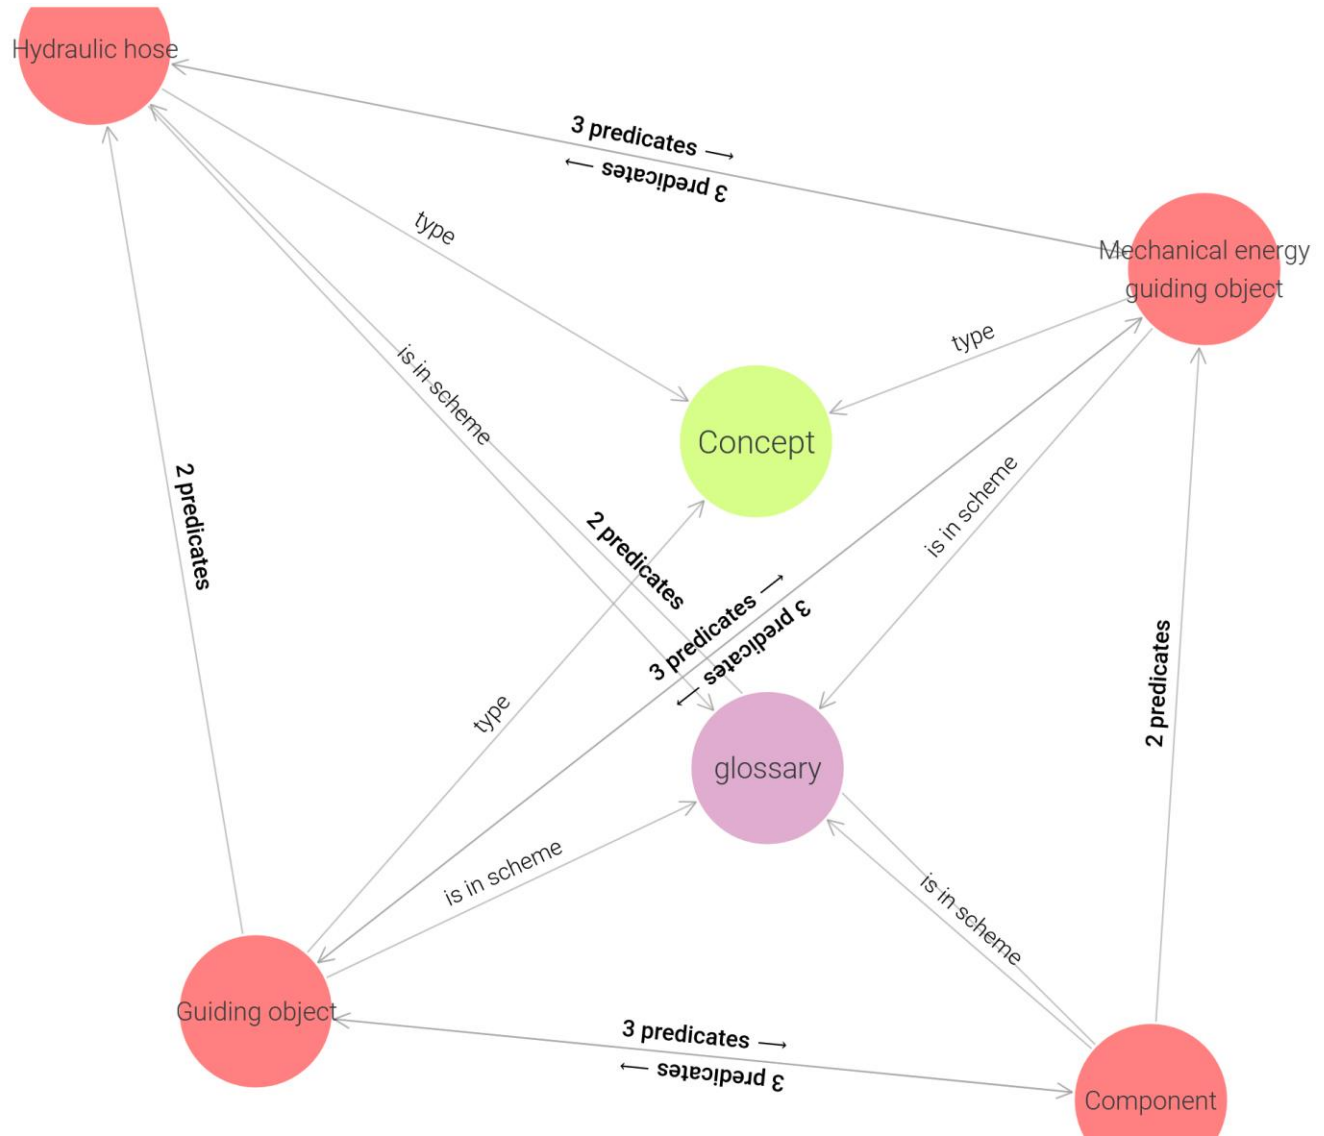 Hydraulic hose
3 predicates ⟶
3 predicates ⟶
type
Mechanical energy
guiding object
type
is in scheme
Concept
is in scheme
2 predicates
2 predicates
3 predicates ⟶
3 predicates ⟶
2 predicates
type
glossary
is in scheme
is in scheme
Guiding object
3 predicates ⟶
3 predicates ⟶
Component